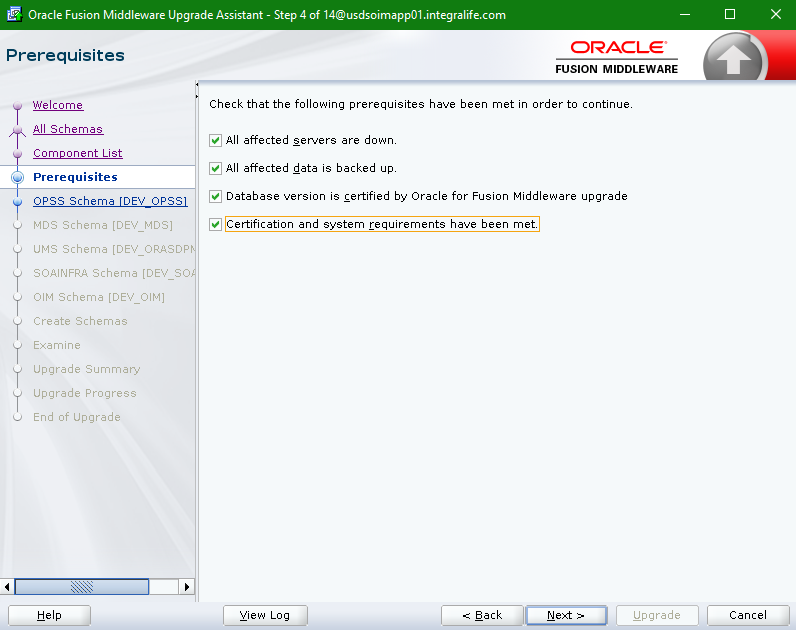 Oracle Fusion Middleware Upgrade Assistant - Step 4 of 14@usdsoimapp01.integralife.com
Prerequisites
ORACLE®
FUSION MIDDLEWARE
Welcome
All Schemas
Component List
Prerequisites
OPSS Schema [DEV_OPSS]
MDS Schema [DEV_MDS]
UMS Schema [DEV_ORASDPN
SOAINFRA Schema [DEV_SOA
OIM Schema [DEV_OIM]
Create Schemas
Examine
Upgrade Summary
Upgrade Progress
End of Upgrade
Check that the following prerequisites have been met in order to continue.
All affected servers are down.
All affected data is backed up.
Database version is certified by Oracle for Fusion Middleware upgrade
Certification and system requirements have been met.
Help
View Log
< Back
Next >
Upgrade
Cancel